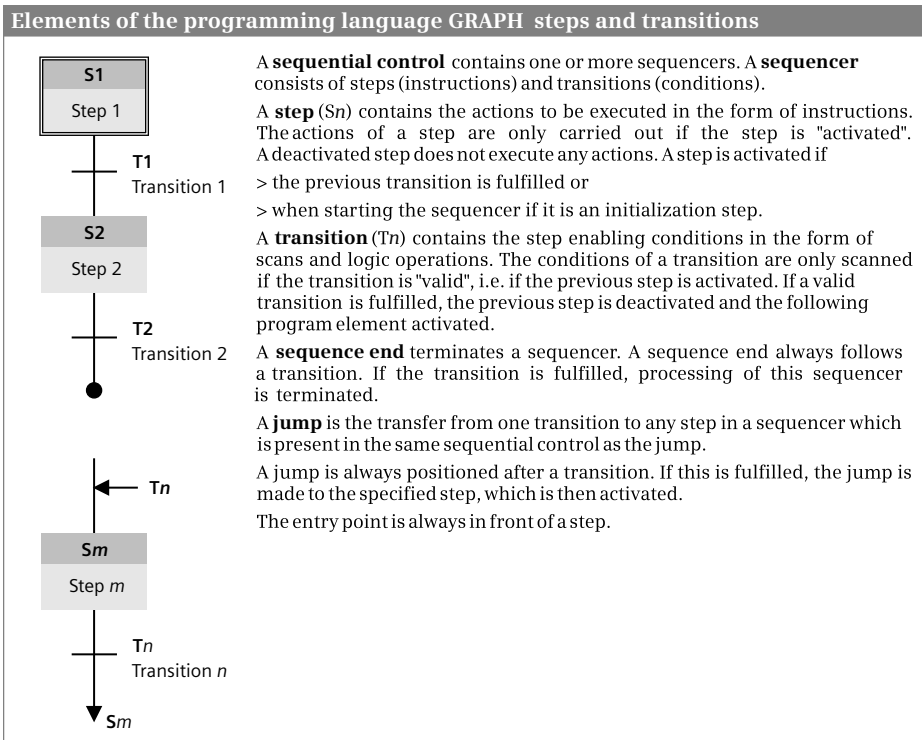 Elements of the programming language GRAPH steps and transitions
S1
Step 1
T1
Transition 1
S2
Step 2
T2
Transition 2
Tn
Sm
Step m
Tn
Transition n
Sm
A sequential control contains one or more sequencers. A sequencer
consists of steps (instructions) and transitions (conditions).
A step (Sn) contains the actions to be executed in the form of instructions.
The actions of a step are only carried out if the step is "activated".
A deactivated step does not execute any actions. A step is activated if
> the previous transition is fulfilled or
> when starting the sequencer if it is an initialization step.
A transition (Tn) contains the step enabling conditions in the form of
scans and logic operations. The conditions of a transition are only scanned
if the transition is "valid", i.e. if the previous step is activated. If a valid
transition is fulfilled, the previous step is deactivated and the following
program element activated.
A sequence end terminates a sequencer. A sequence end always follows
a transition. If the transition is fulfilled, processing of this sequencer
is terminated.
A jump is the transfer from one transition to any step in a sequencer which
is present in the same sequential control as the jump.
A jump is always positioned after a transition. If this is fulfilled, the jump is
made to the specified step, which is then activated.
The entry point is always in front of a step.